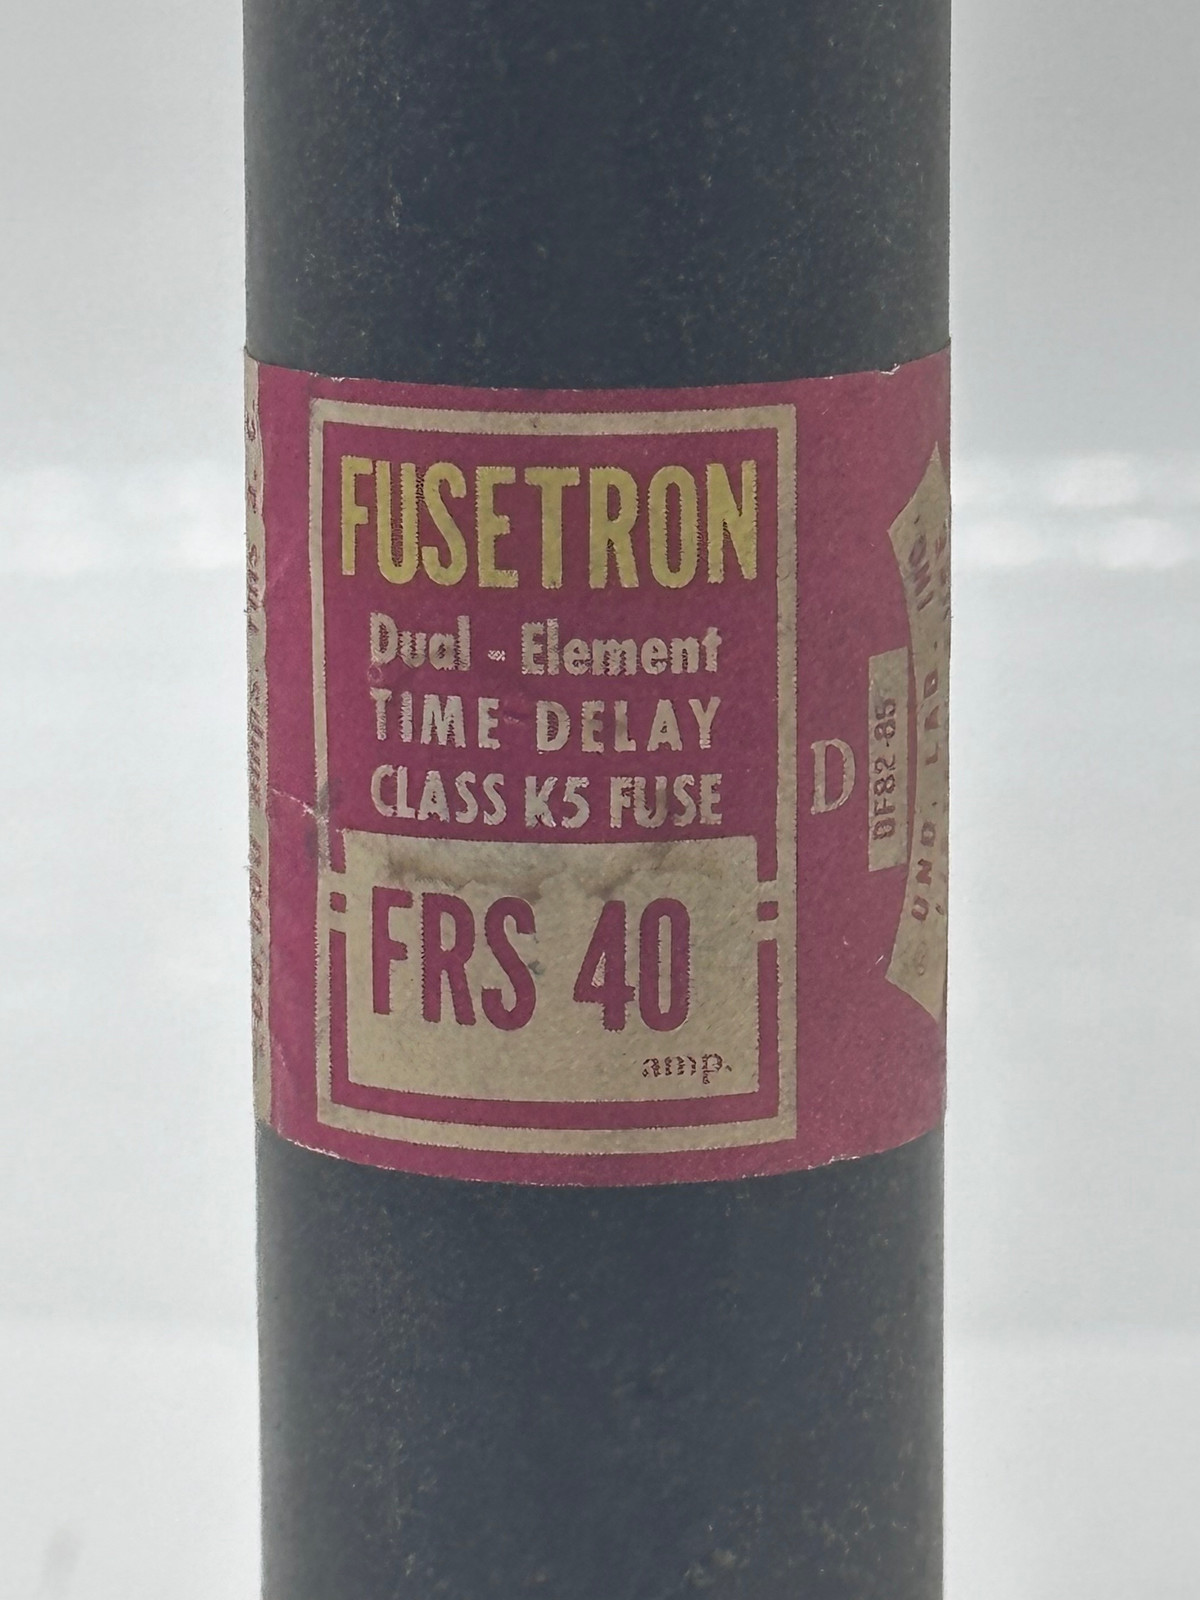 FUSETRON
Dual - Element
TIME DELAY
CLASS K5 FUSE
FRS 40
amp.
D
DF82-85
UND. LAB. INC.